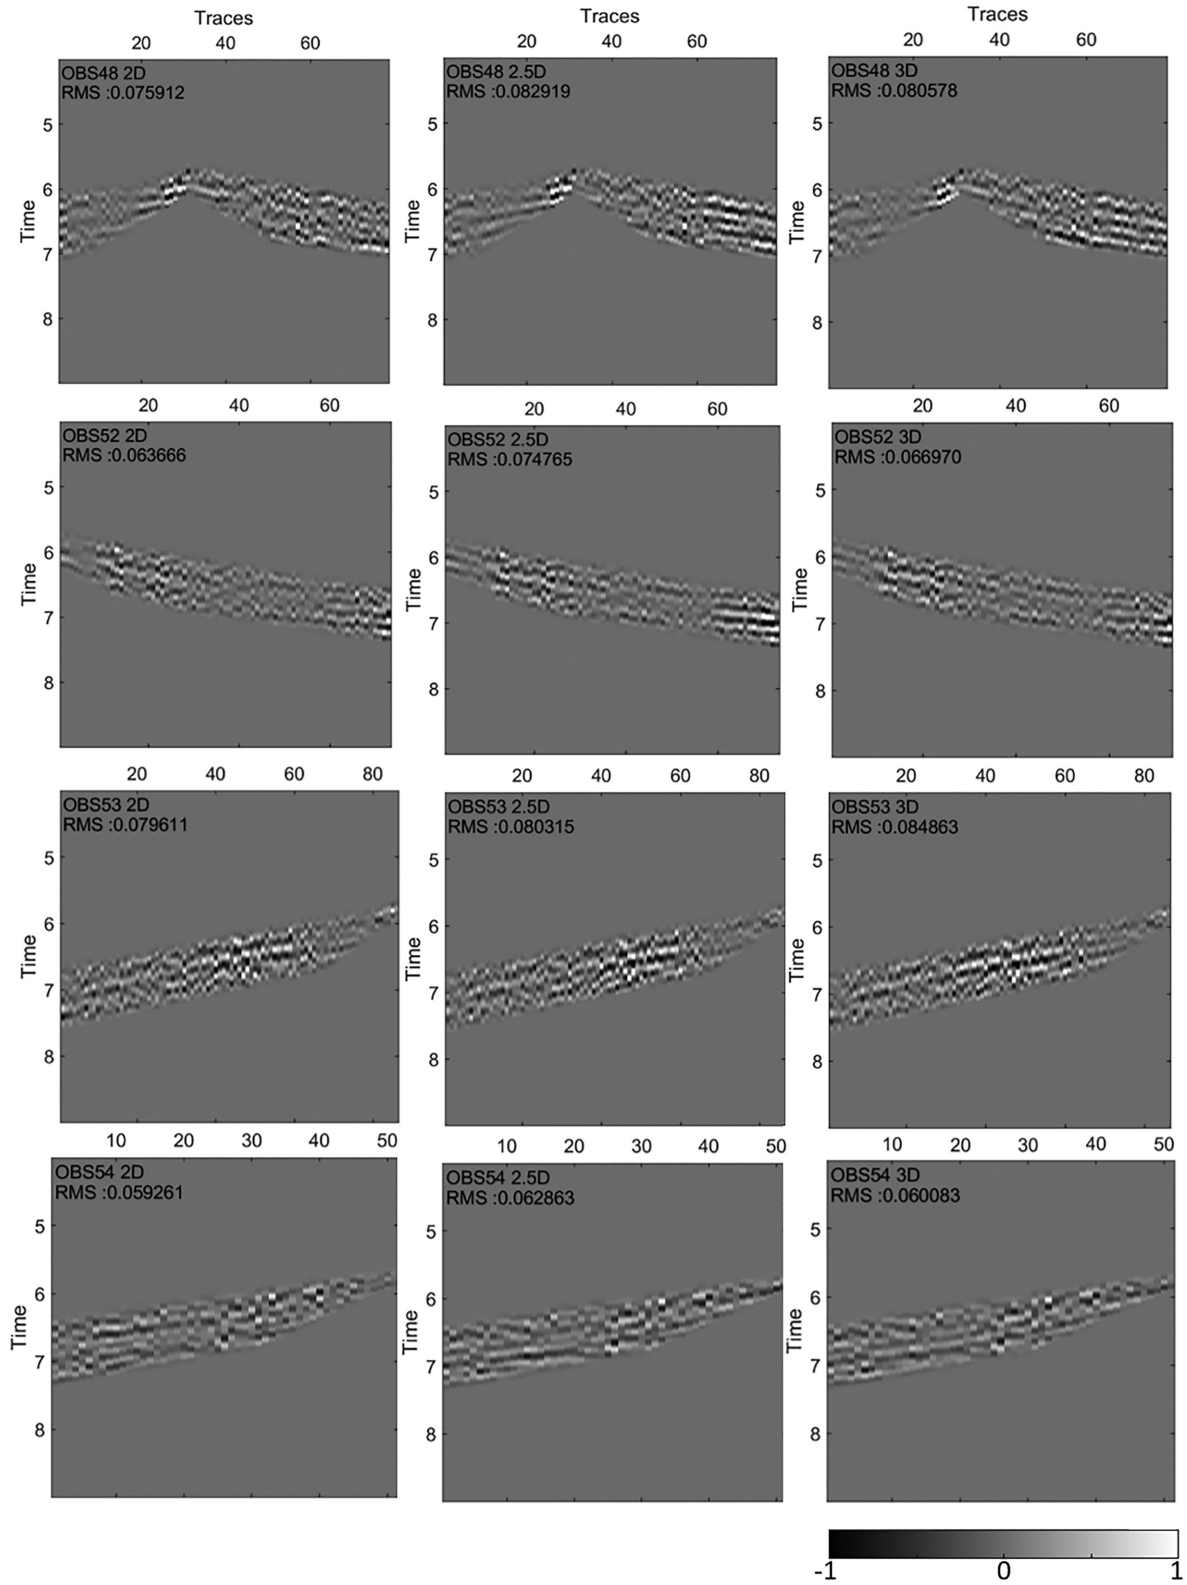 Traces Traces Traces
20 40 60 20 40 60 20 40 60
OBS48 2D OBS48 2.5D OBS48 3D
RMS :0.075912 RMS :0.082919 RMS :0.080578
5 5 5
6 6 6
Time Time Time
7 7 7
8 8 8
20 40 60 20 40 60 20 40 60
OBS52 2D OBS52 2.5D OBS52 3D
RMS :0.063666 RMS :0.074765 RMS :0.066970
5 5 5
6 6 6
Time Time Time
7 7 7
8 8 8
20 40 60 80 20 40 60 80 20 40 60 80
OBS53 2D OBS53 2.5D OBS53 3D
RMS :0.079611 RMS :0.080315 RMS :0.084863
5 5 5
6 6 6
Time Time Time
7 7 7
8 8 8
10 20 30 40 50 10 20 30 40 50 10 20 30 40 50
OBS54 2D OBS54 2.5D OBS54 3D
RMS :0.059261 RMS :0.062863 RMS :0.060083
5 5 5
6 6 6
Time Time Time
7 7 7
8 8 8
-1 0 1